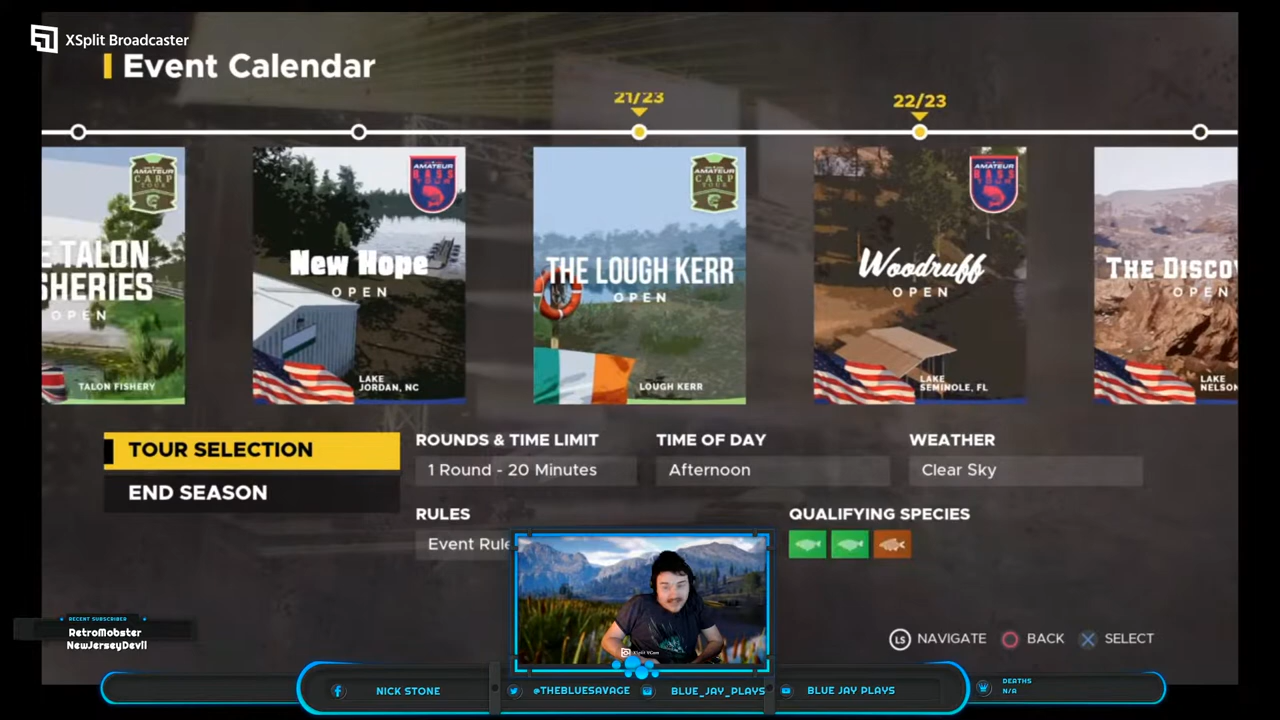 XSplit Broadcaster
Event Calendar
21/23
22/23
AMATEUR
CARP
TOUR
E TALON
SHERIES
OPEN
TALON FISHERY
AMATEUR
BASS
TOUR
New Hope
OPEN
LAKE
JORDAN, NC
AMATEUR
CARP
TOUR
THE LOUGH KERR
OPEN
LOUGH KERR
AMATEUR
BASS
TOUR
Woodruff
OPEN
LAKE
SEMINOLE, FL
THE DISCO
OPEN
LAKE
NELSON
TOUR SELECTION
END SEASON
ROUNDS & TIME LIMIT
1 Round - 20 Minutes
TIME OF DAY
Afternoon
WEATHER
Clear Sky
RULES
Event Rule
QUALIFYING SPECIES
LS NAVIGATE BACK SELECT
RECENT SUBSCRIBER
RetroMobster
NewJerseyDevil
XSplit VCam
NICK STONE
@THEBLUESAVAGE
BLUE_JAY_PLAYS
BLUE JAY PLAYS
DEATHS
N/A